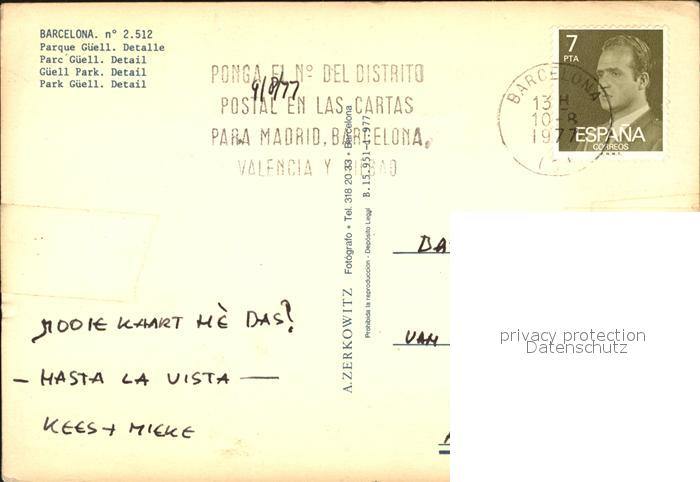 BARCELONA. n° 2.512
Parque Güell. Detalle
Parc Güell. Detail
Güell Park. Detail
Park Güell. Detail
PONGA EL Nº DEL DISTRITO
POSTAL EN LAS CARTAS
PARA MADRID, BARCELONA,
VALENCIA Y BILBAO
9/8/77
BARCELONA
13 H
10-8
1977
7
PTA
ESPAÑA
CORREOS
A. ZERKOWITZ Fotógrafo • Tel. 318 20 33 • Barcelona
Prohibida la reproducción - Depósito Legal B. 15.951-1.977
MOOIE KAART HÈ DAS?
— HASTA LA VISTA —
KEES + MIEKE
VAN
privacy protection
Datenschutz